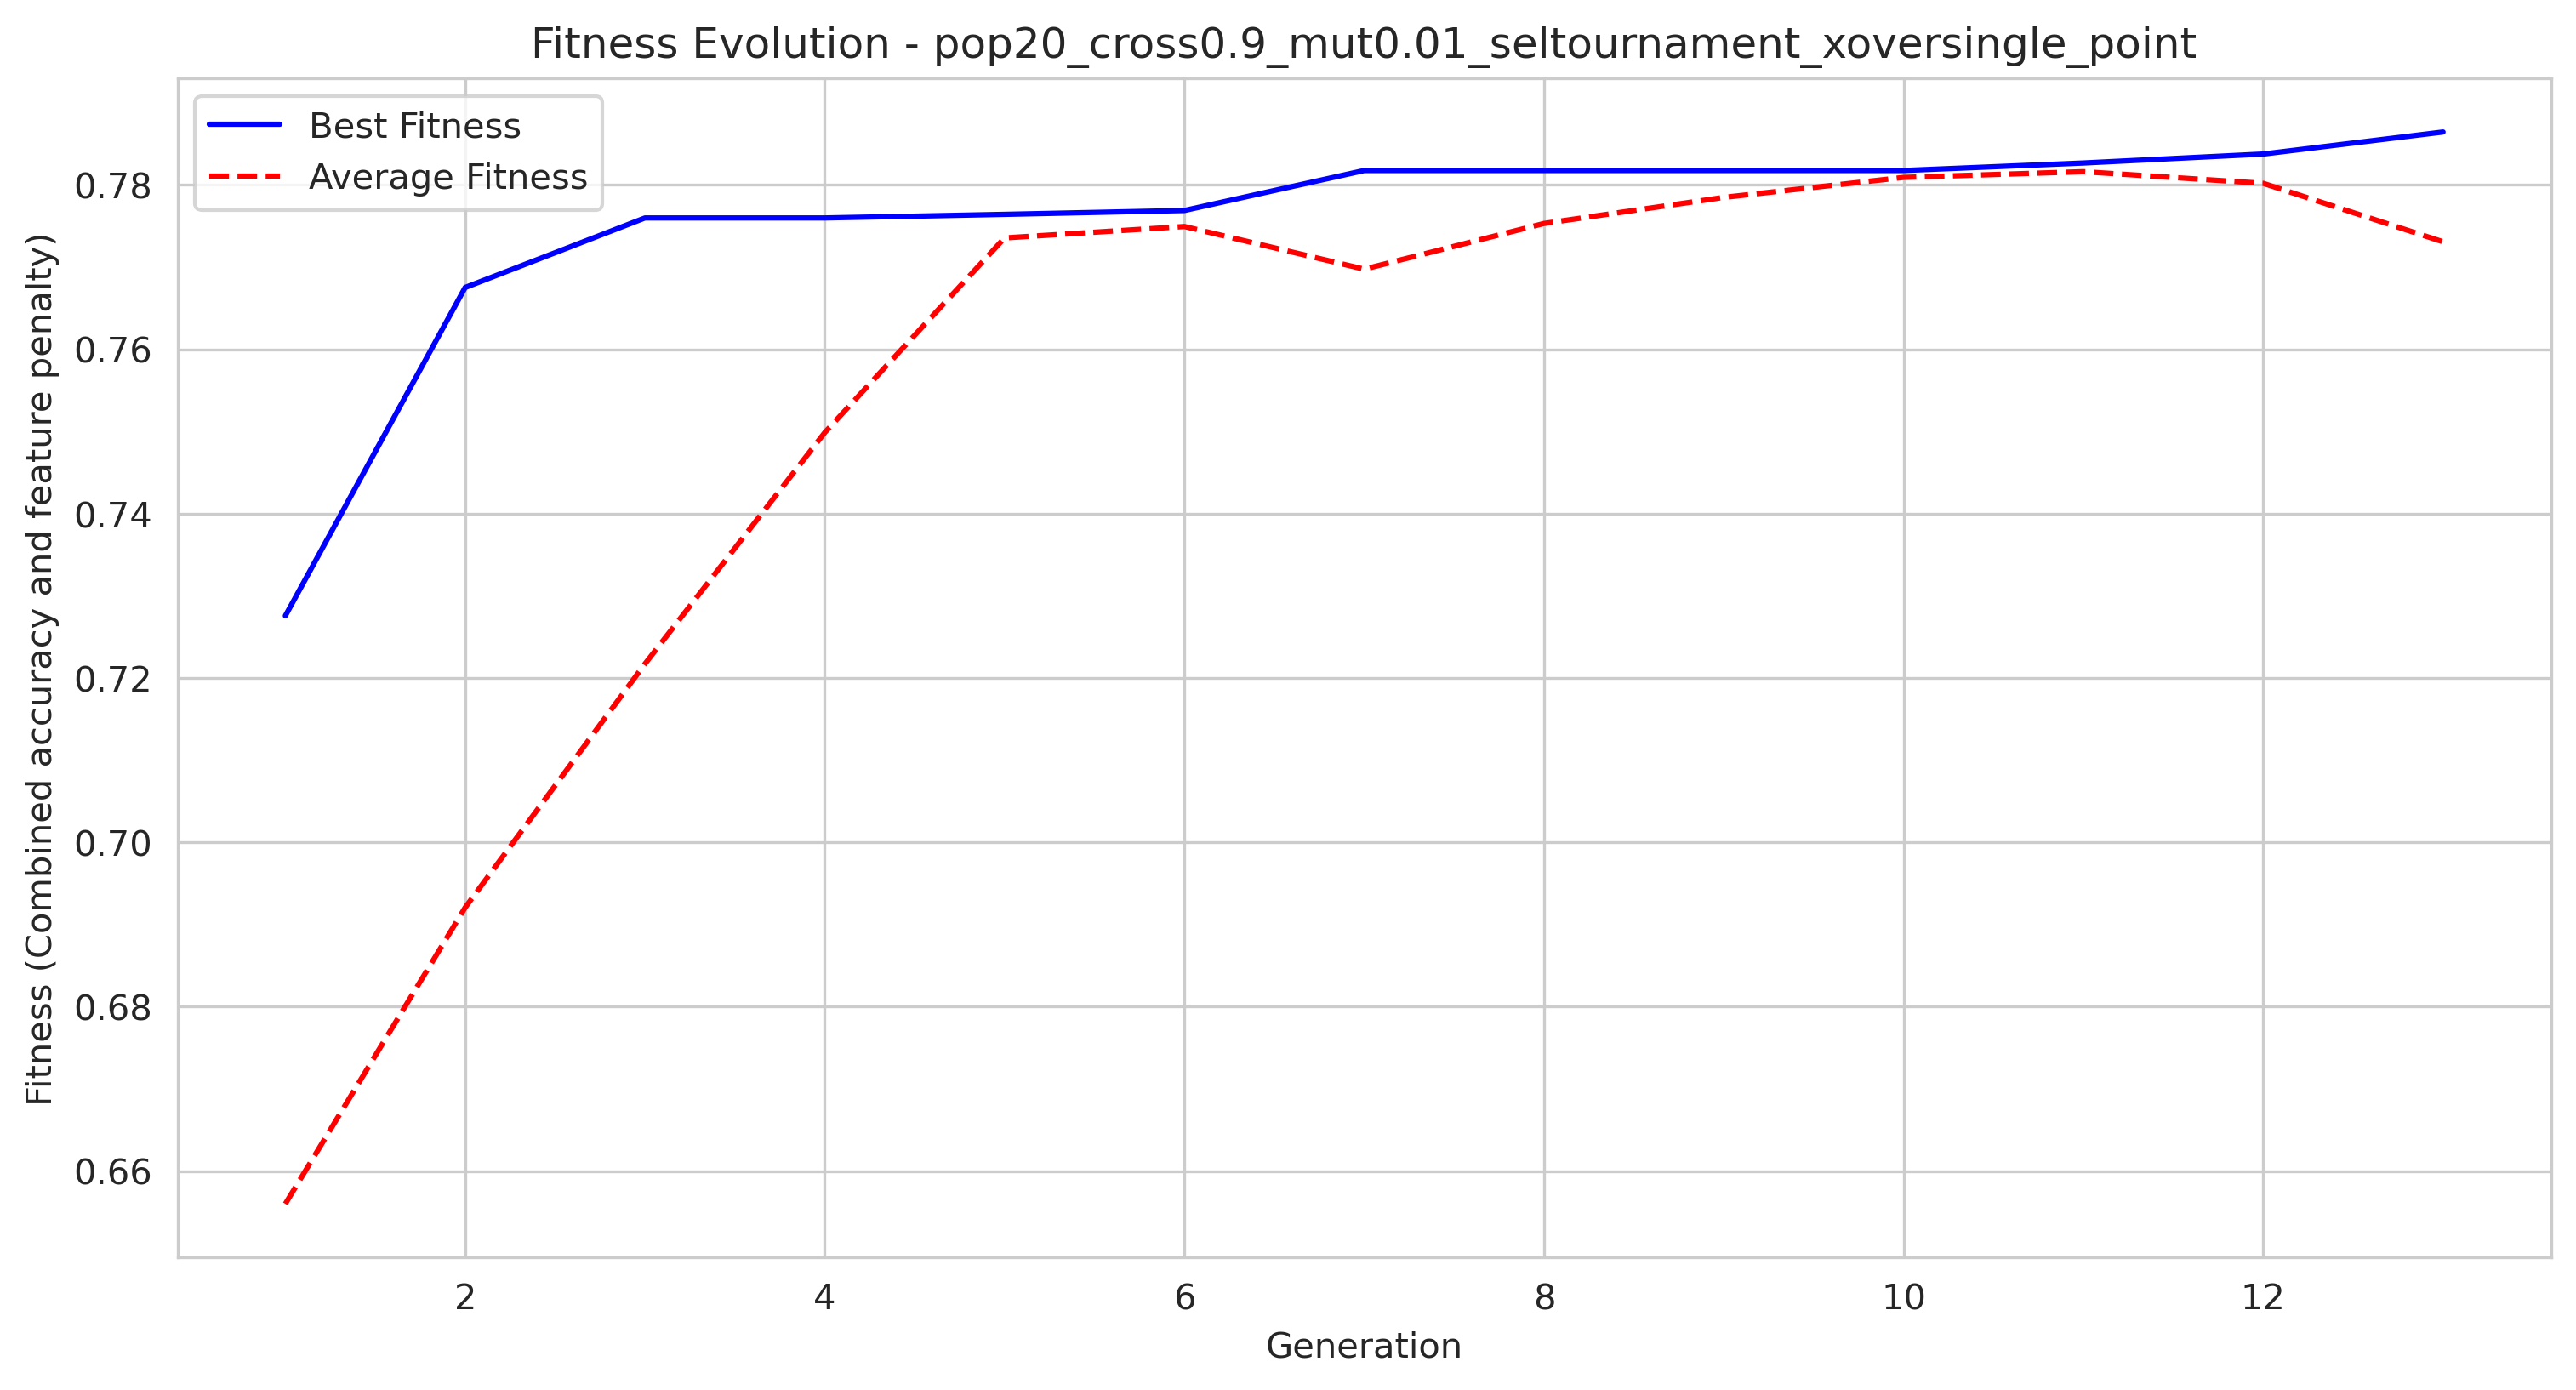 Fitness Evolution - pop20_cross0.9_mut0.01_seltournament_xoversingle_point
Best Fitness
Average Fitness
Fitness (Combined accuracy and feature penalty)
0.78
0.76
0.74
0.72
0.70
0.68
0.66
2 4 6 8 10 12
Generation